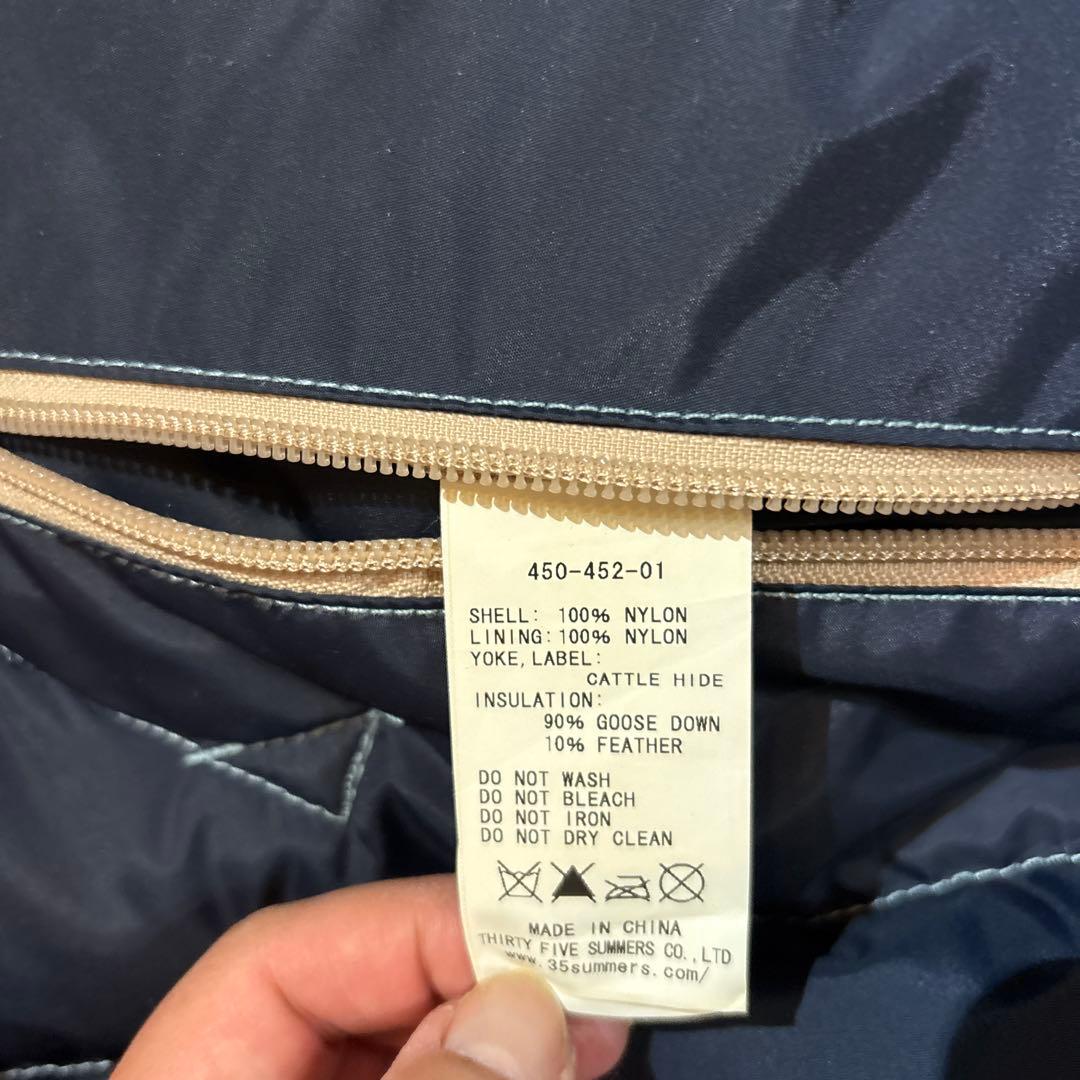 450-452-01
SHELL: 100% NYLON
LINING: 100% NYLON
YOKE, LABEL:
CATTLE HIDE
INSULATION:
90% GOOSE DOWN
10% FEATHER
DO NOT WASH
DO NOT BLEACH
DO NOT IRON
DO NOT DRY CLEAN
MADE IN CHINA
THIRTY FIVE SUMMERS CO.,LTD
www.35summers.com/